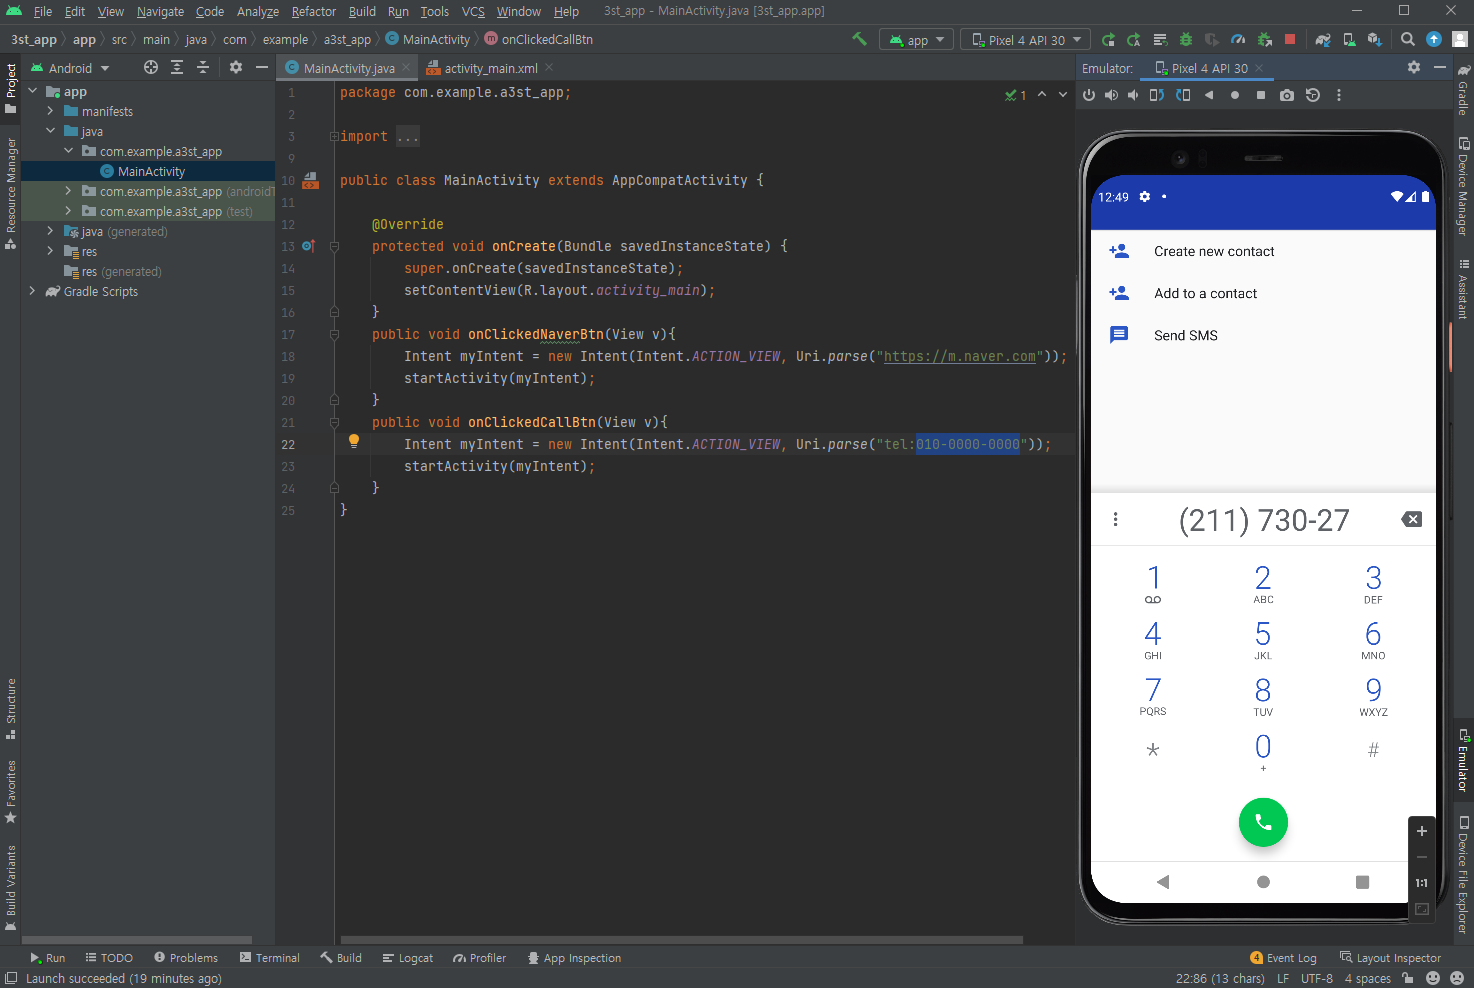 File Edit View Navigate Code Analyze Refactor Build Run Tools VCS Window Help 3st_app – MainActivity.java [3st_app.app]
3st_app app src main java com example a3st_app MainActivity onClickedCallBtn app Pixel 4 API 30
Project
Resource Manager
Structure
Favorites
Build Variants
Android
app
manifests
java
com.example.a3st_app
MainActivity
com.example.a3st_app (androidT
com.example.a3st_app (test)
java (generated)
res
res (generated)
Gradle Scripts
MainActivity.java activity_main.xml
1
1 package com.example.a3st_app;
2
3 import ...
9
10 public class MainActivity extends AppCompatActivity {
11
12 @Override
13 protected void onCreate(Bundle savedInstanceState) {
14 super.onCreate(savedInstanceState);
15 setContentView(R.layout.activity_main);
16 }
17 public void onClickedNaverBtn(View v){
18 Intent myIntent = new Intent(Intent.ACTION_VIEW, Uri.parse("https://m.naver.com"));
19 startActivity(myIntent);
20 }
21 public void onClickedCallBtn(View v){
22 Intent myIntent = new Intent(Intent.ACTION_VIEW, Uri.parse("tel:010-0000-0000"));
23 startActivity(myIntent);
24 }
25 }
Emulator: Pixel 4 API 30
12:49
Create new contact
Add to a contact
Send SMS
(211) 730-27
1 2 3
ABC DEF
4 5 6
GHI JKL MNO
7 8 9
PQRS TUV WXYZ
* 0 #
+
+
−
1:1
Gradle
Device Manager
Assistant
Emulator
Device File Explorer
Run TODO Problems Terminal Build Logcat Profiler App Inspection 4 Event Log Layout Inspector
Launch succeeded (19 minutes ago) 22:86 (13 chars) LF UTF-8 4 spaces